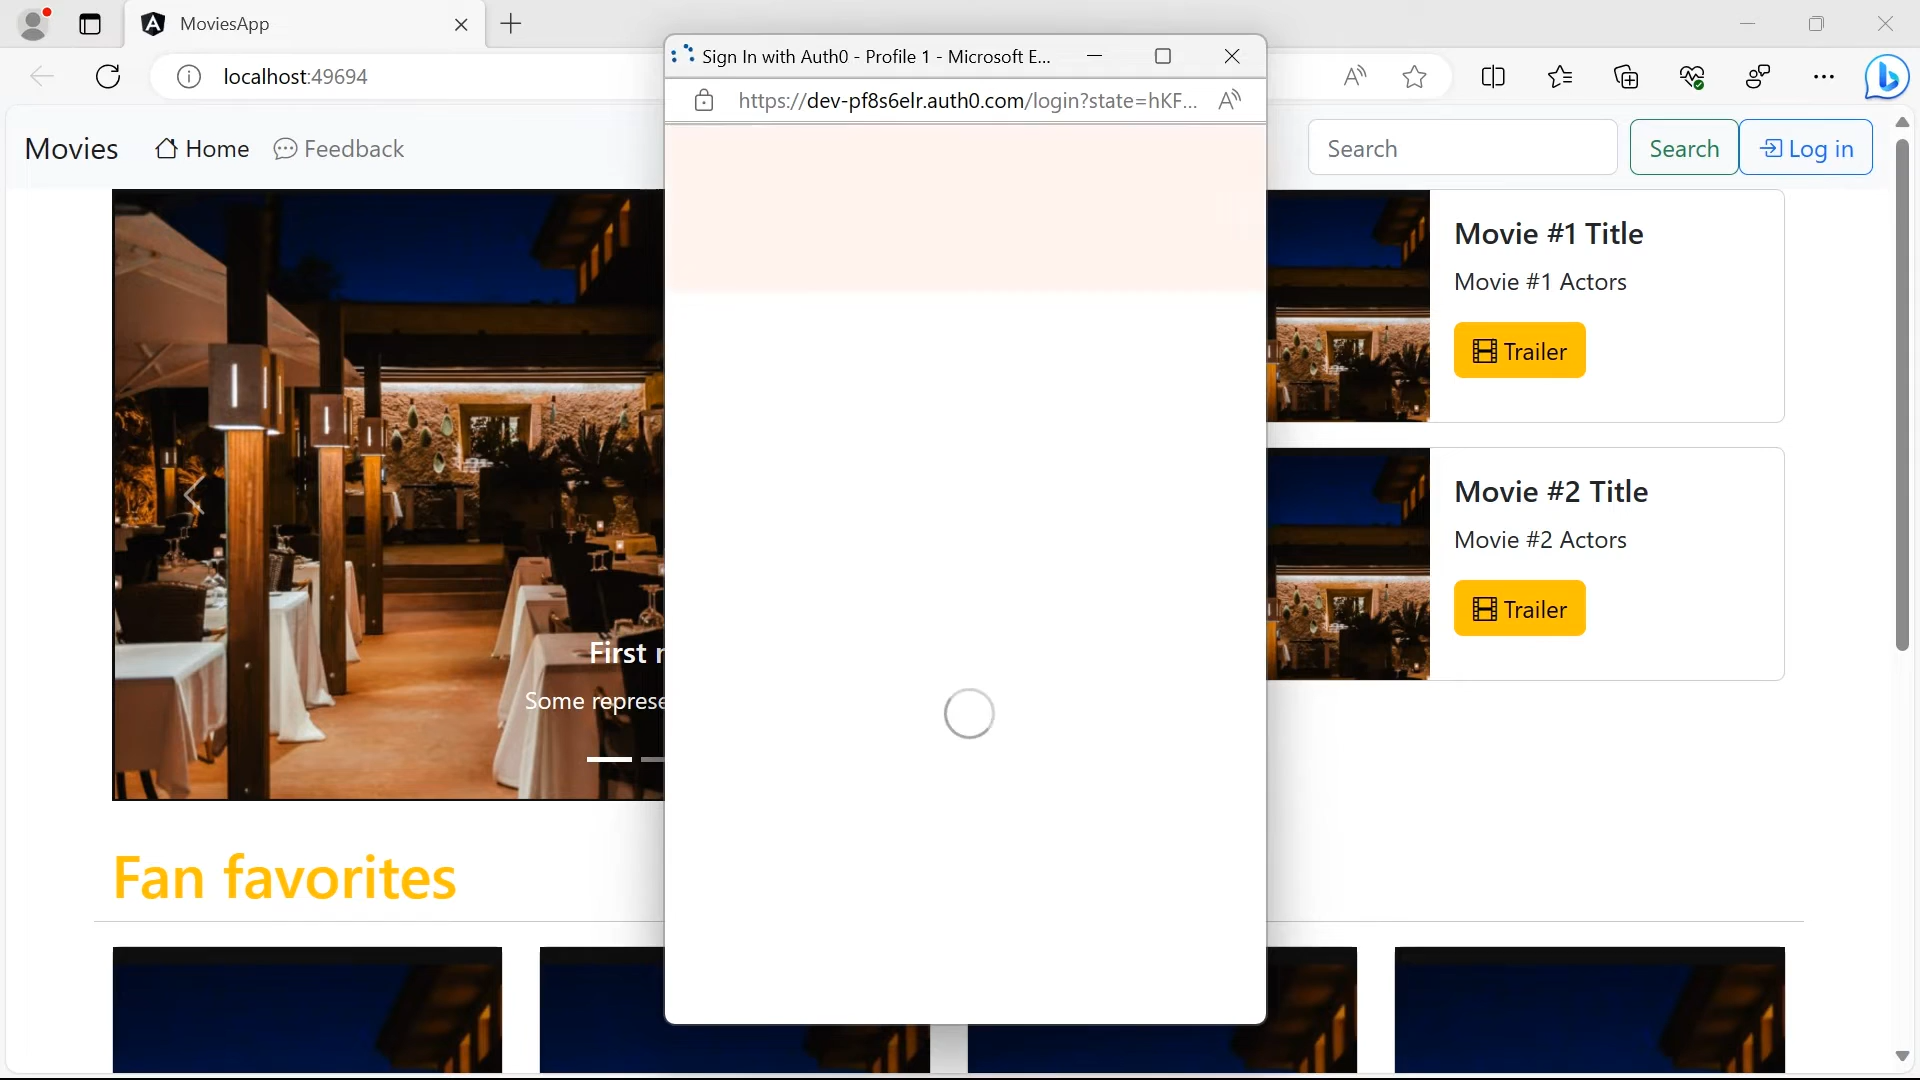 MoviesApp
localhost:49694
Sign In with Auth0 - Profile 1 - Microsoft E...
https://dev-pf8s6elr.auth0.com/login?state=hKF...
Movies
Home
Feedback
Search
Search
Log in
First
Some represe
Movie #1 Title
Movie #1 Actors
Trailer
Movie #2 Title
Movie #2 Actors
Trailer
Fan favorites